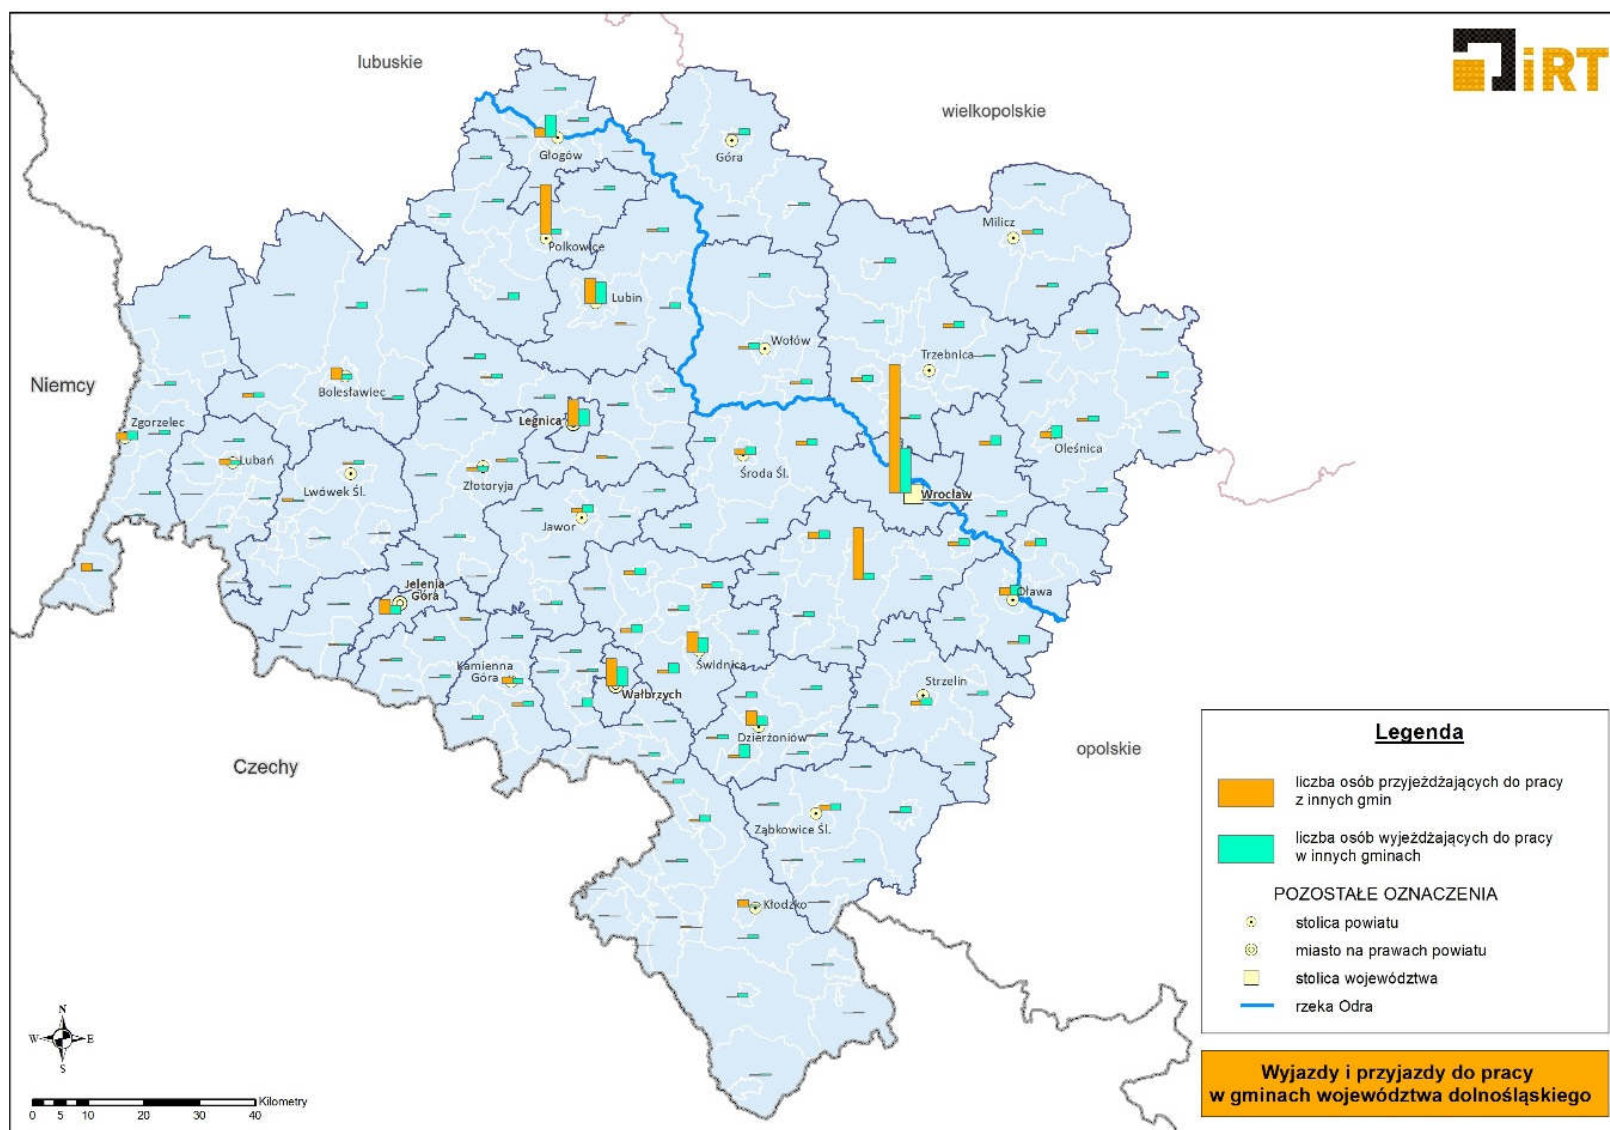 iRT
lubuskie
wielkopolskie
Głogów
Góra
Milicz
Polkowice
Lubin
Wołów
Trzebnica
Niemcy
Bolesławiec
Zgorzelec
Legnica
Oleśnica
Lubań
Lwówek Śl.
Złotoryja
Środa Śl.
Wrocław
Jawor
Jelenia
Góra
Oława
Kamienna
Góra
Świdnica
Wałbrzych
Strzelin
Dzierżoniów
opolskie
Czechy
Ząbkowice Śl.
Kłodzko
Legenda
liczba osób przyjeżdżających do pracy
z innych gmin
liczba osób wyjeżdżających do pracy
w innych gminach
POZOSTAŁE OZNACZENIA
stolica powiatu
miasto na prawach powiatu
stolica województwa
rzeka Odra
N
W E
S
Kilometry
0 5 10 20 30 40
Wyjazdy i przyjazdy do pracy
w gminach województwa dolnośląskiego